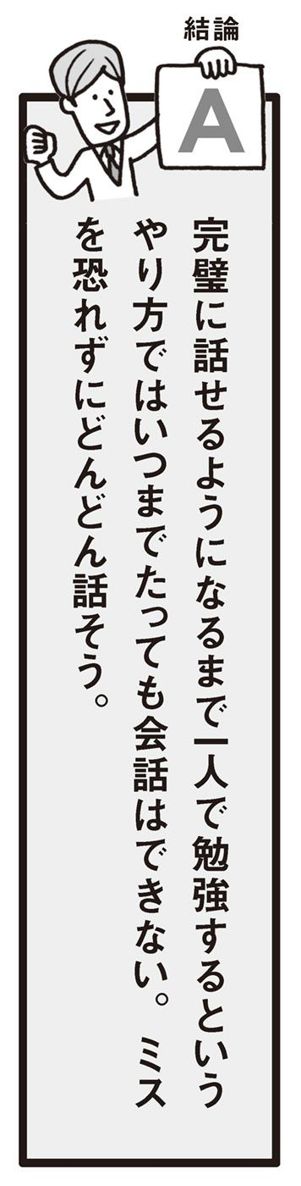 結論
A
完璧に話せるようになるまで一人で勉強するという
やり方ではいつまでたっても会話はできない。ミス
を恐れずにどんどん話そう。